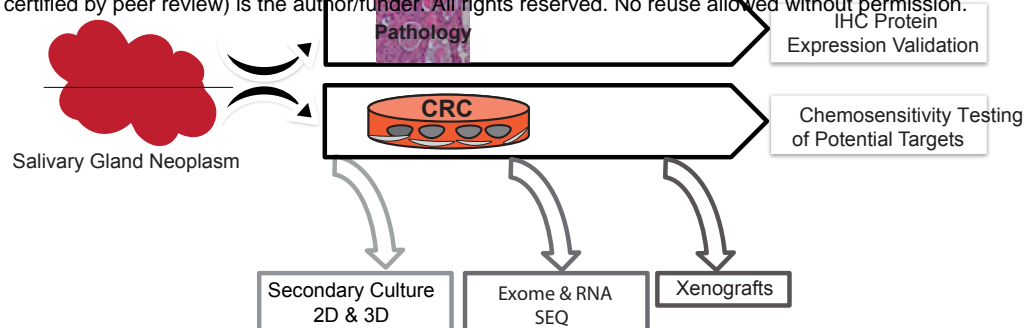 certified by peer review) is the author/funder. All rights reserved. No reuse allowed without permission.
Pathology
IHC Protein
Expression Validation
CRC
Chemosensitivity Testing
of Potential Targets
Salivary Gland Neoplasm
Secondary Culture
2D & 3D
Exome & RNA
SEQ
Xenografts